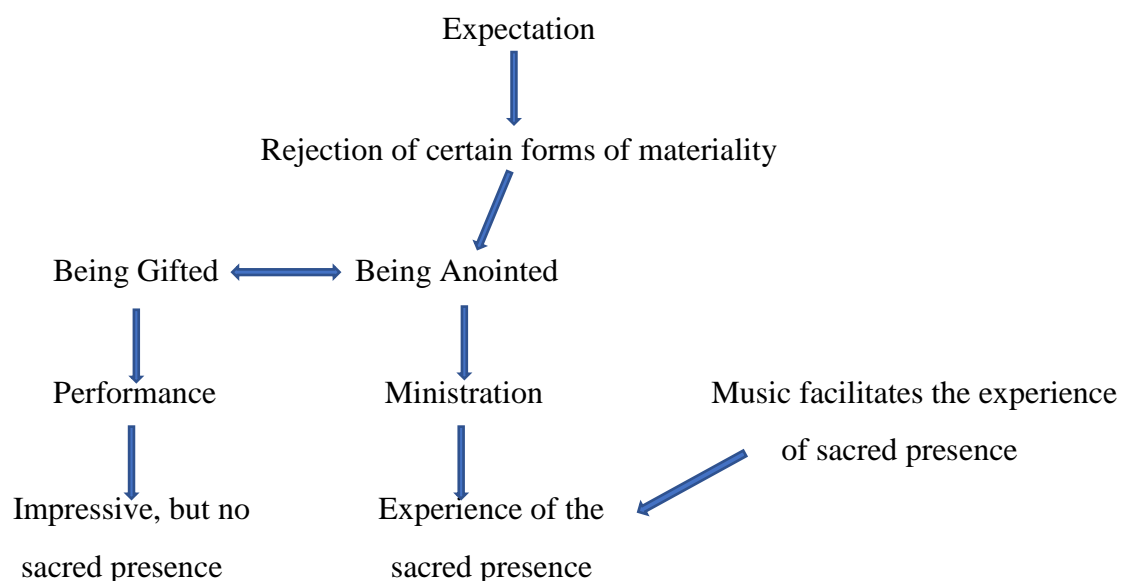 Expectation
Rejection of certain forms of materiality
Being Gifted
Being Anointed
Performance
Ministration
Music facilitates the experience
of sacred presence
Impressive, but no
sacred presence
Experience of the
sacred presence